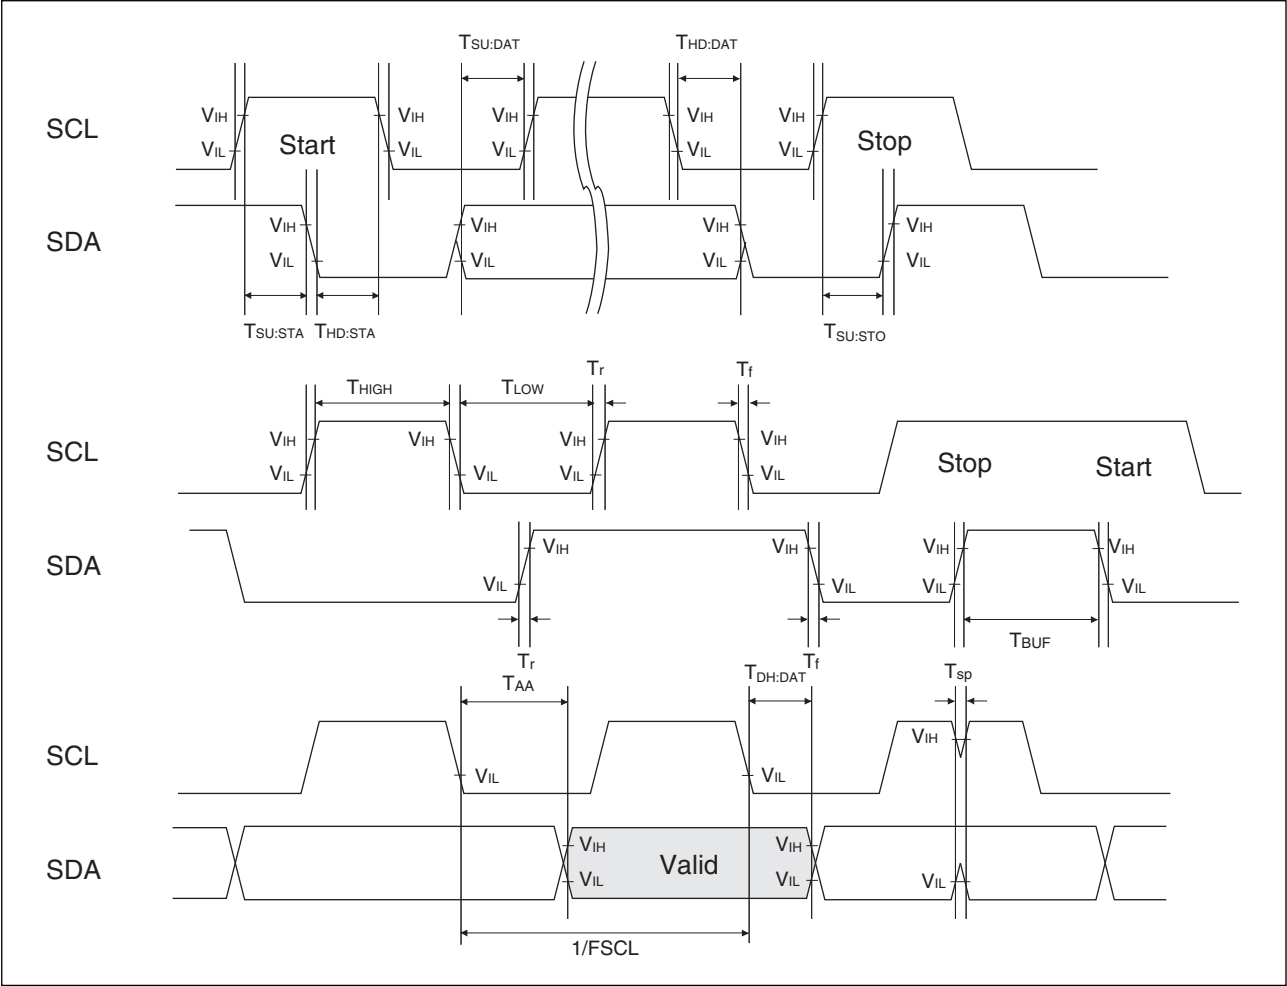 TSU:DAT THD:DAT
SCL VIH VIH VIH VIH VIH
VIL Start VIL VIL VIL VIL Stop
SDA VIH VIH VIH VIH
VIL VIL VIL VIL
TSU:STA THD:STA TSU:STO
THIGH TLOW Tr Tf
SCL VIH VIH VIH VIH
VIL VIL VIL VIL Stop Start
SDA VIH VIH VIH VIH
VIL VIL VIL VIL
Tr Tf TBUF
TAA TDH:DAT Tsp
SCL VIH
VIL VIL
SDA VIH Valid VIH
VIL VIL VIL
1/FSCL